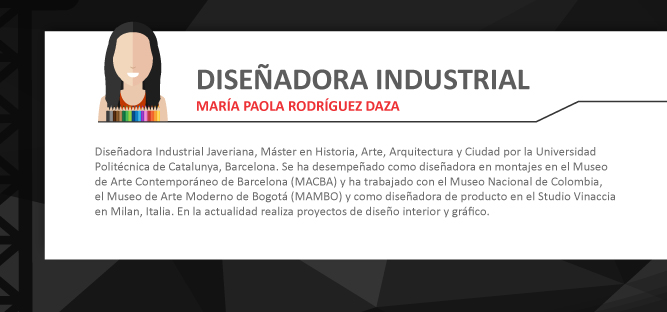 DISEÑADORA INDUSTRIAL
MARÍA PAOLA RODRÍGUEZ DAZA
Diseñadora Industrial Javeriana, Máster en Historia, Arte, Arquitectura y Ciudad por la Universidad
Politécnica de Catalunya, Barcelona. Se ha desempeñado como diseñadora en montajes en el Museo
de Arte Contemporáneo de Barcelona (MACBA) y ha trabajado con el Museo Nacional de Colombia,
el Museo de Arte Moderno de Bogotá (MAMBO) y como diseñadora de producto en el Studio Vinaccia
en Milan, Italia. En la actualidad realiza proyectos de diseño interior y gráfico.